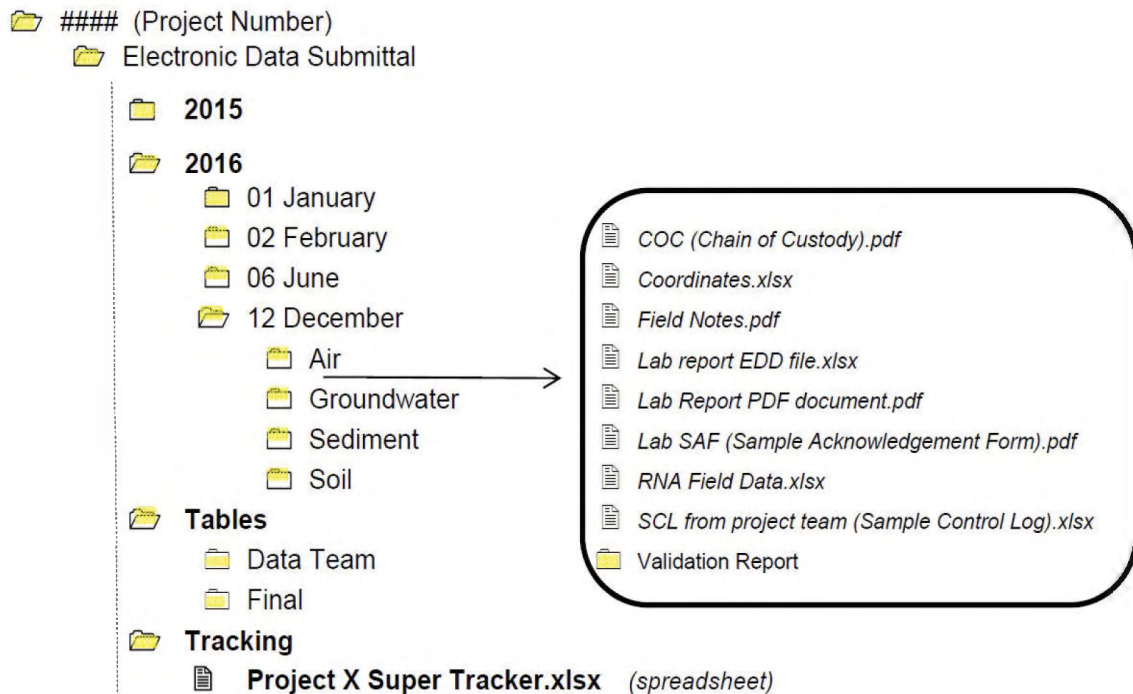 #### (Project Number)
Electronic Data Submittal
2015
2016
01 January
02 February
06 June
12 December
Air
Groundwater
Sediment
Soil
Tables
Data Team
Final
Tracking
Project X Super Tracker.xlsx (spreadsheet)
COC (Chain of Custody).pdf
Coordinates.xlsx
Field Notes.pdf
Lab report EDD file.xlsx
Lab Report PDF document.pdf
Lab SAF (Sample Acknowledgement Form).pdf
RNA Field Data.xlsx
SCL from project team (Sample Control Log).xlsx
Validation Report